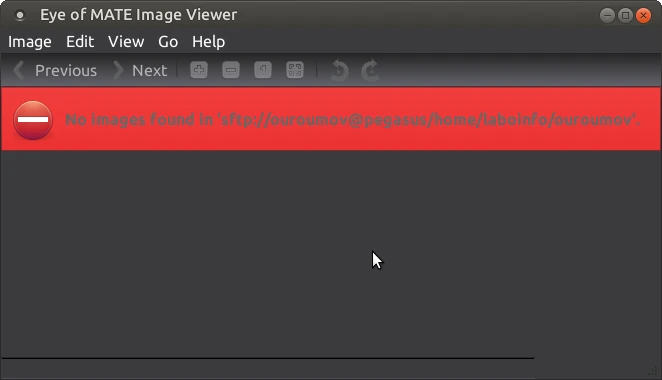 Eye of MATE Image Viewer
Image Edit View Go Help
Previous Next
No images found in 'sftp://ouroumov@pegasus/home/laboinfo/ouroumov'.